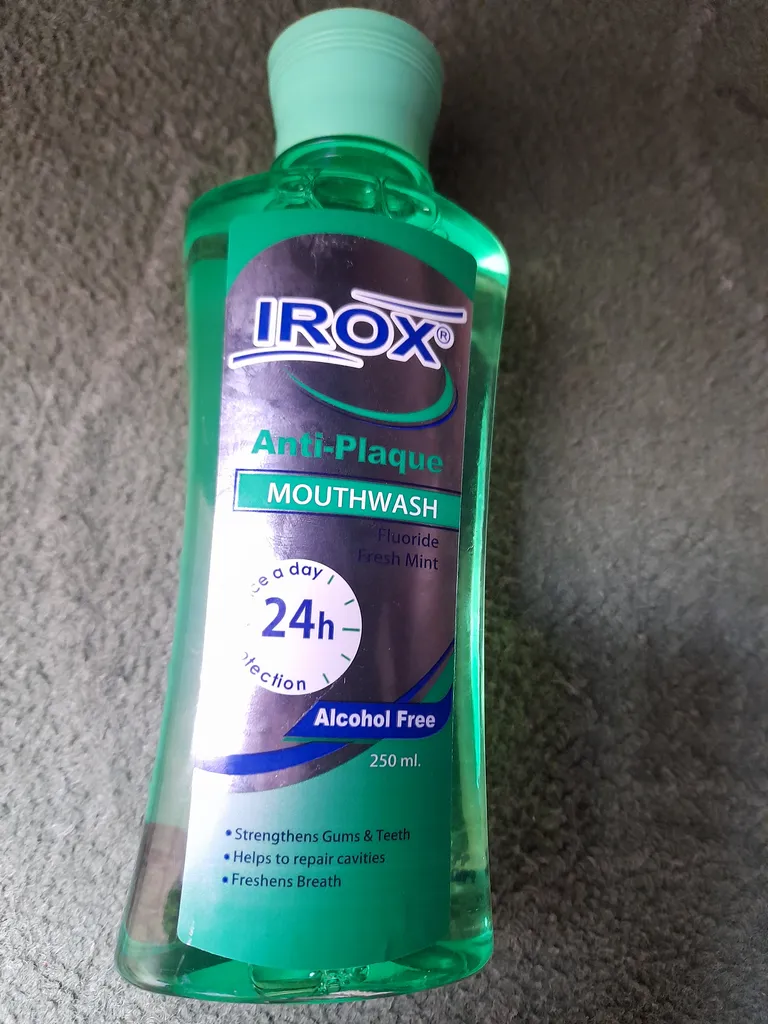 IROX®
Anti-Plaque
MOUTHWASH
Fluoride
Fresh Mint
a day
24h
Alcohol Free
250 ml.
• Strengthens Gums & Teeth
• Helps to repair cavities
• Freshens Breath